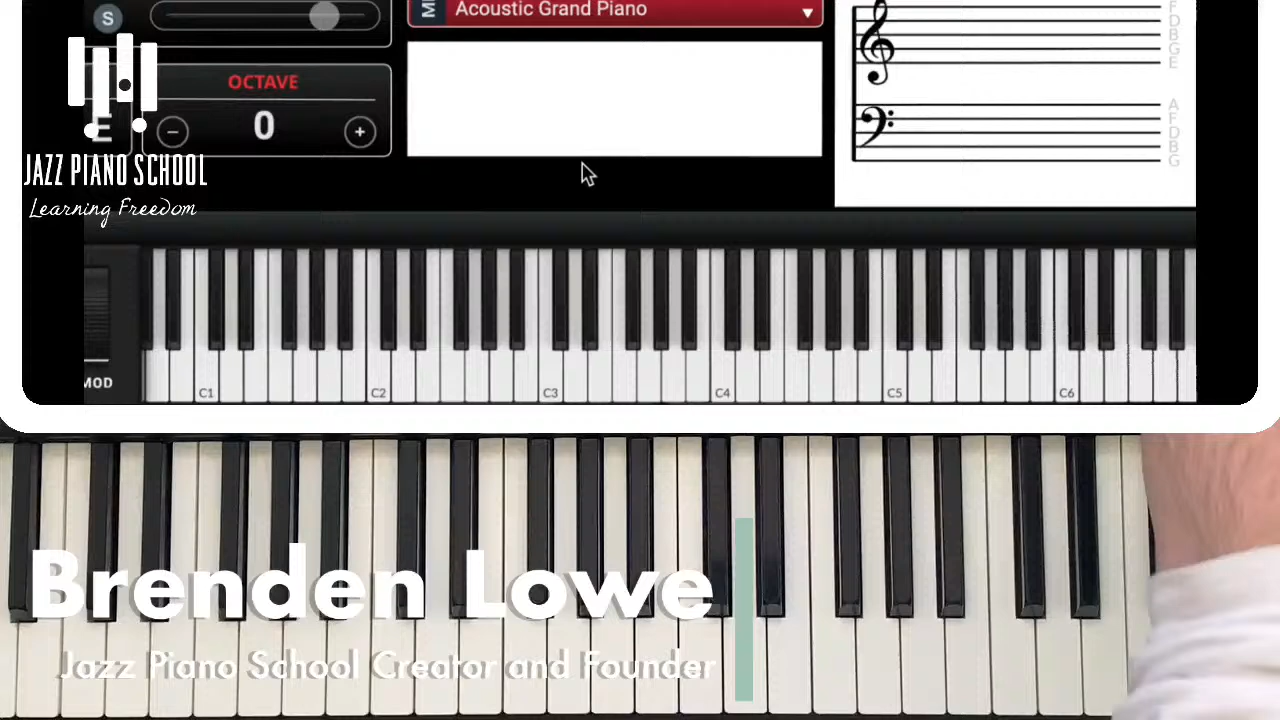 S
M
Acoustic Grand Piano
OCTAVE
E
0
JAZZ PIANO SCHOOL
Learning Freedom
F
D
B
G
E
A
F
D
B
G
MOD
C1
C2
C3
C4
C5
C6
Brenden Lowe
Jazz Piano School Creator and Founder